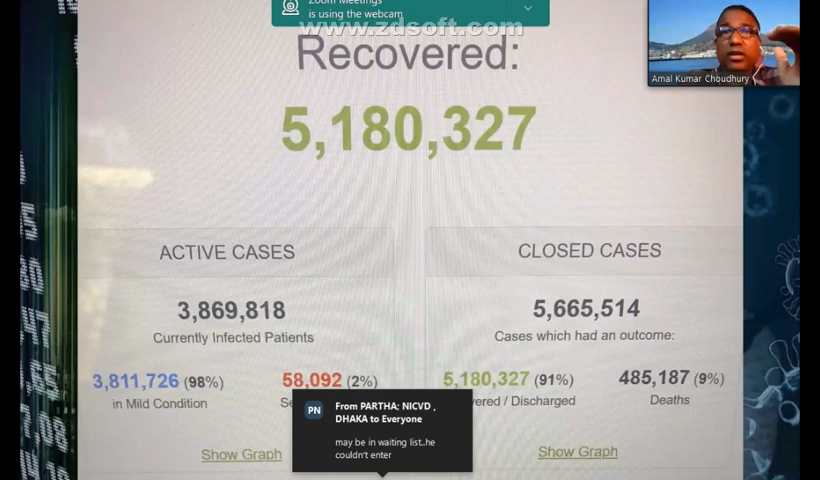 Zoom Meetings
is using the webcam
www.zdsoft.com
Amal Kumar Choudhury
Recovered:
5,180,327
ACTIVE CASES
3,869,818
Currently Infected Patients
3,811,726 (98%)
in Mild Condition
58,092 (2%)
Show Graph
CLOSED CASES
5,665,514
Cases which had an outcome:
5,180,327 (91%)
/ Discharged
485,187 (9%)
Deaths
Show Graph
PN
From PARTHA: NICVD ,
DHAKA to Everyone
may be in waiting list..he
couldn't enter